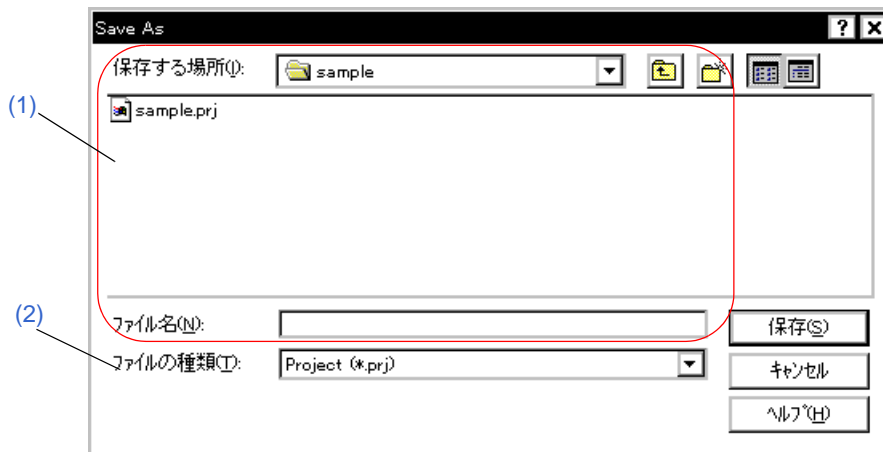 Save As
保存する場所(I): sample
(1)
sample.prj
(2)
ファイル名(N): 保存(S)
ファイルの種類(T): Project (*.prj) キャンセル
ヘルプ(H)